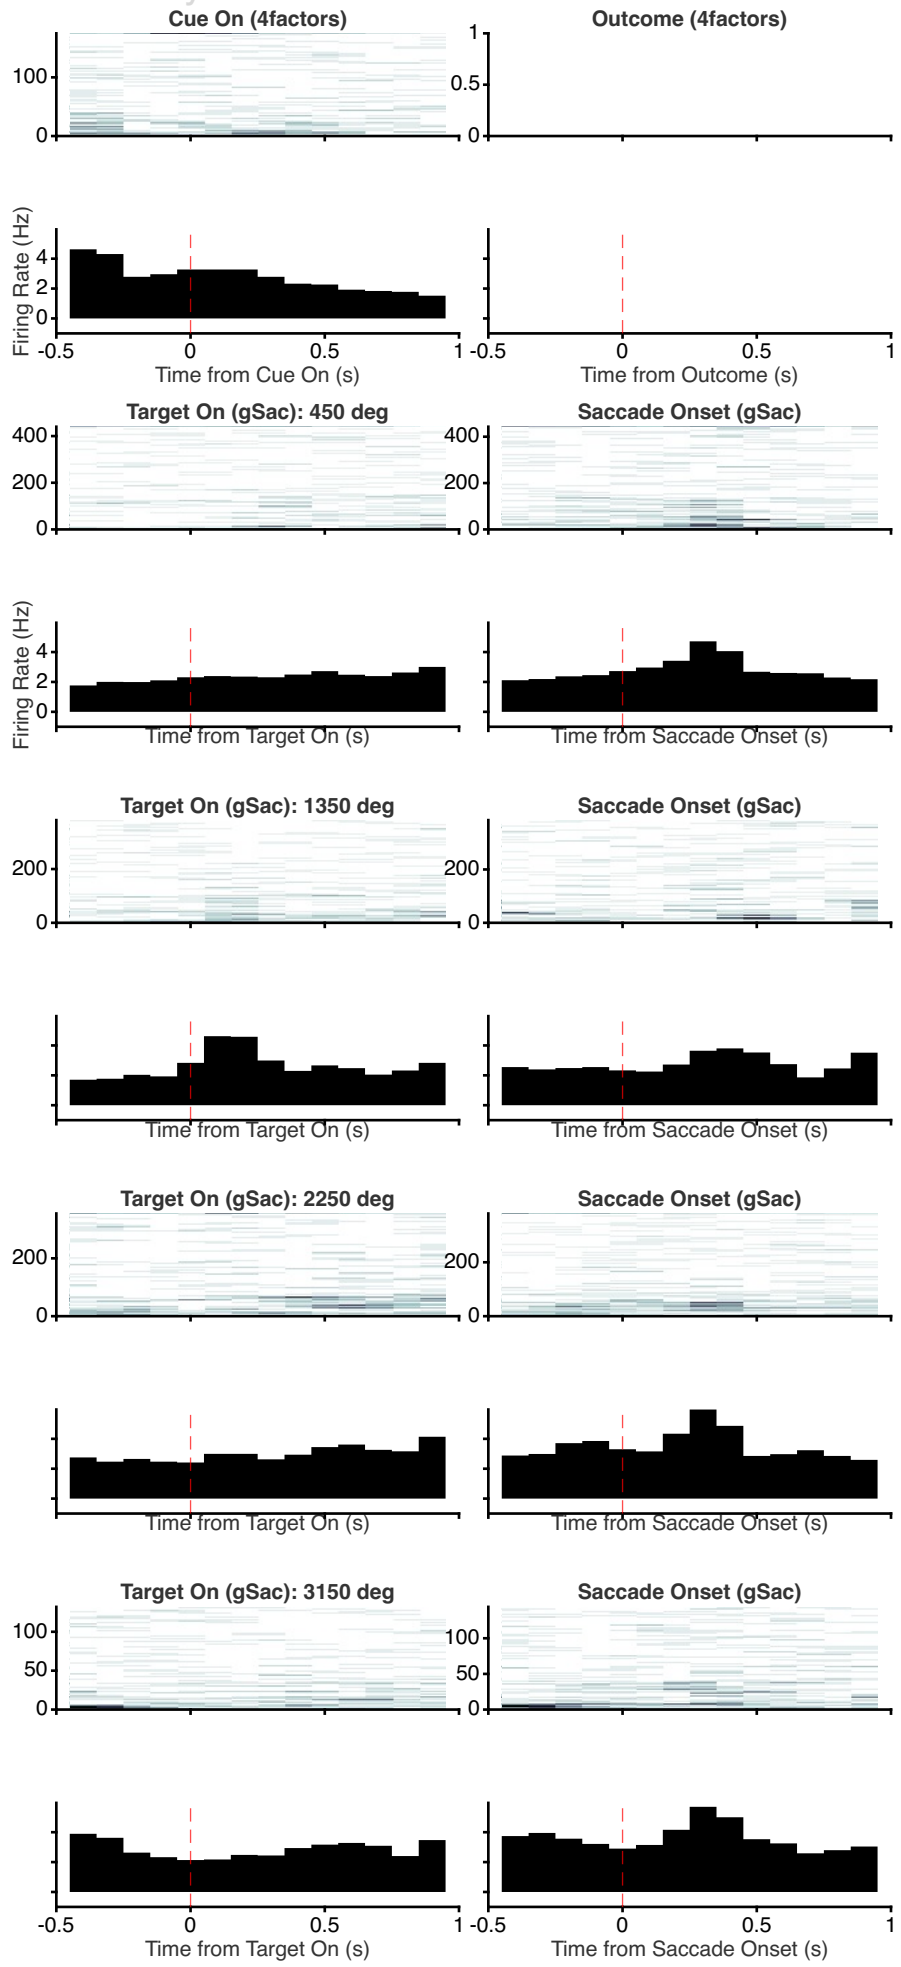 Cue On (4factors)
Outcome (4factors)
100
0
1
0.5
0
Firing Rate (Hz)
4
2
0
-0.5 0 0.5 1
Time from Cue On (s)
-0.5 0 0.5 1
Time from Outcome (s)
Target On (gSac): 450 deg
Saccade Onset (gSac)
400
200
0
400
200
0
Firing Rate (Hz)
4
2
0
Time from Target On (s)
Time from Saccade Onset (s)
Target On (gSac): 1350 deg
Saccade Onset (gSac)
200
0
200
0
Time from Target On (s)
Time from Saccade Onset (s)
Target On (gSac): 2250 deg
Saccade Onset (gSac)
200
0
200
0
Time from Target On (s)
Time from Saccade Onset (s)
Target On (gSac): 3150 deg
Saccade Onset (gSac)
100
50
0
100
50
0
-0.5 0 0.5 1
Time from Target On (s)
-0.5 0 0.5 1
Time from Saccade Onset (s)